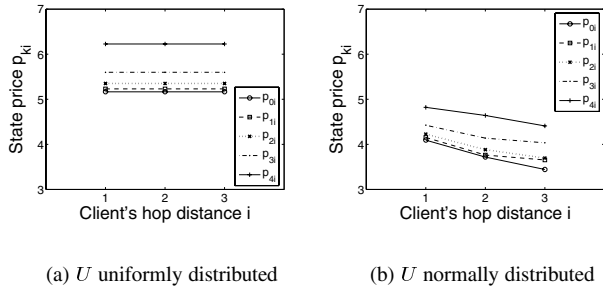 7
6
5
4
3
State price p_ki
1 2 3
Client's hop distance i
p_0i
p_1i
p_2i
p_3i
p_4i
(a) U uniformly distributed
7
6
5
4
3
State price p_ki
1 2 3
Client's hop distance i
p_0i
p_1i
p_2i
p_3i
p_4i
(b) U normally distributed